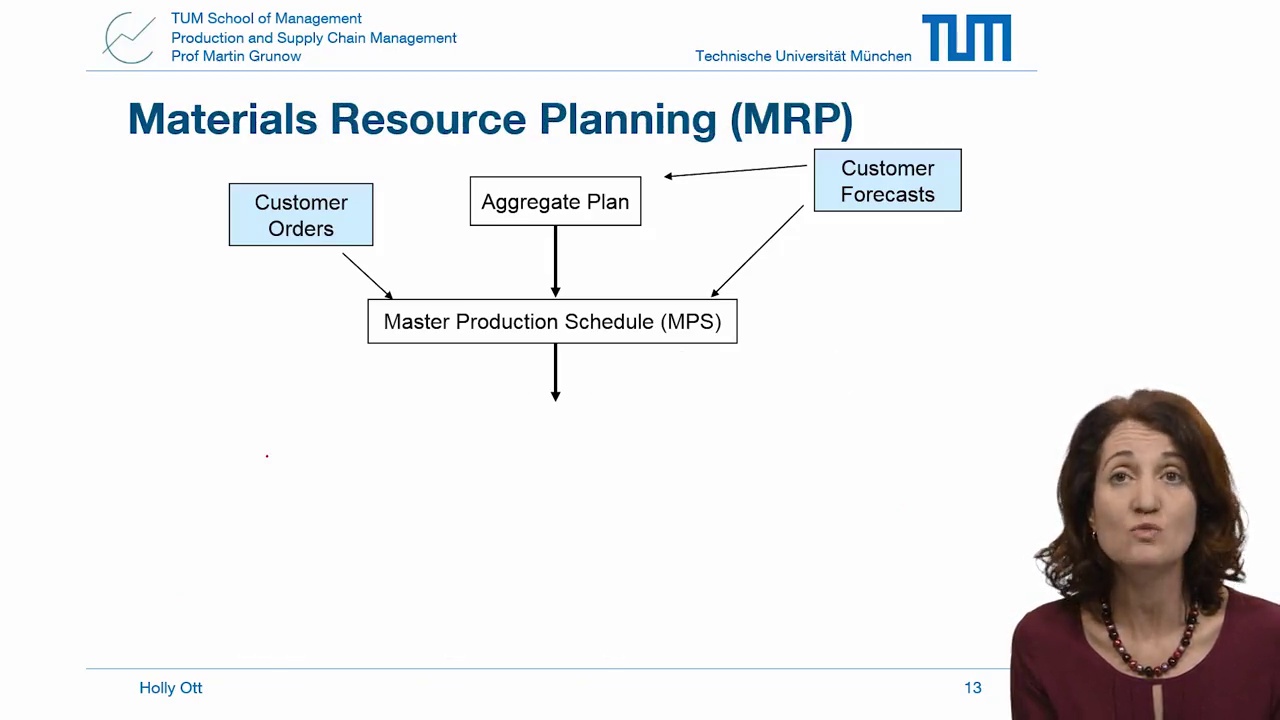 TUM School of Management
Production and Supply Chain Management
Prof Martin Grunow
Technische Universität München
TUM
Materials Resource Planning (MRP)
Customer
Orders
Aggregate Plan
Customer
Forecasts
Master Production Schedule (MPS)
Holly Ott
13